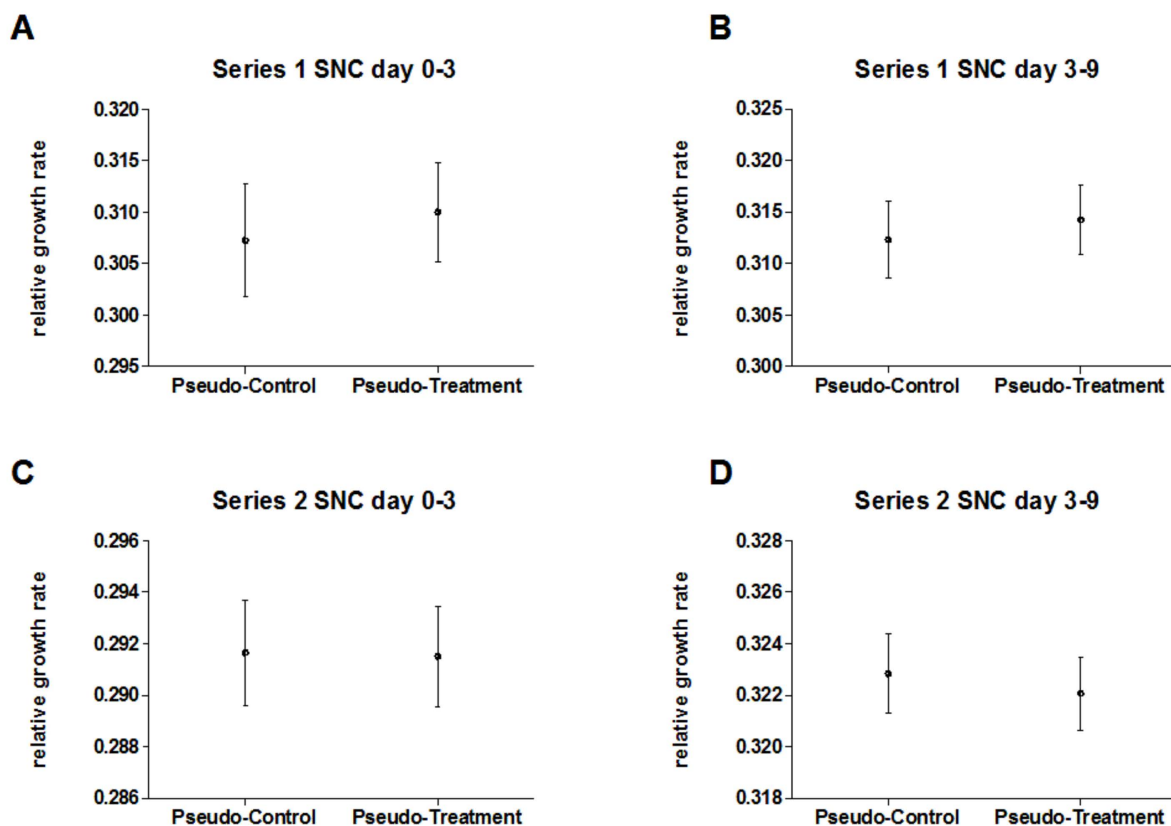 A
Series 1 SNC day 0-3
relative growth rate
0.320
0.315
0.310
0.305
0.300
0.295
Pseudo-Control Pseudo-Treatment
B
Series 1 SNC day 3-9
relative growth rate
0.325
0.320
0.315
0.310
0.305
0.300
Pseudo-Control Pseudo-Treatment
C
Series 2 SNC day 0-3
relative growth rate
0.296
0.294
0.292
0.290
0.288
0.286
Pseudo-Control Pseudo-Treatment
D
Series 2 SNC day 3-9
relative growth rate
0.328
0.326
0.324
0.322
0.320
0.318
Pseudo-Control Pseudo-Treatment